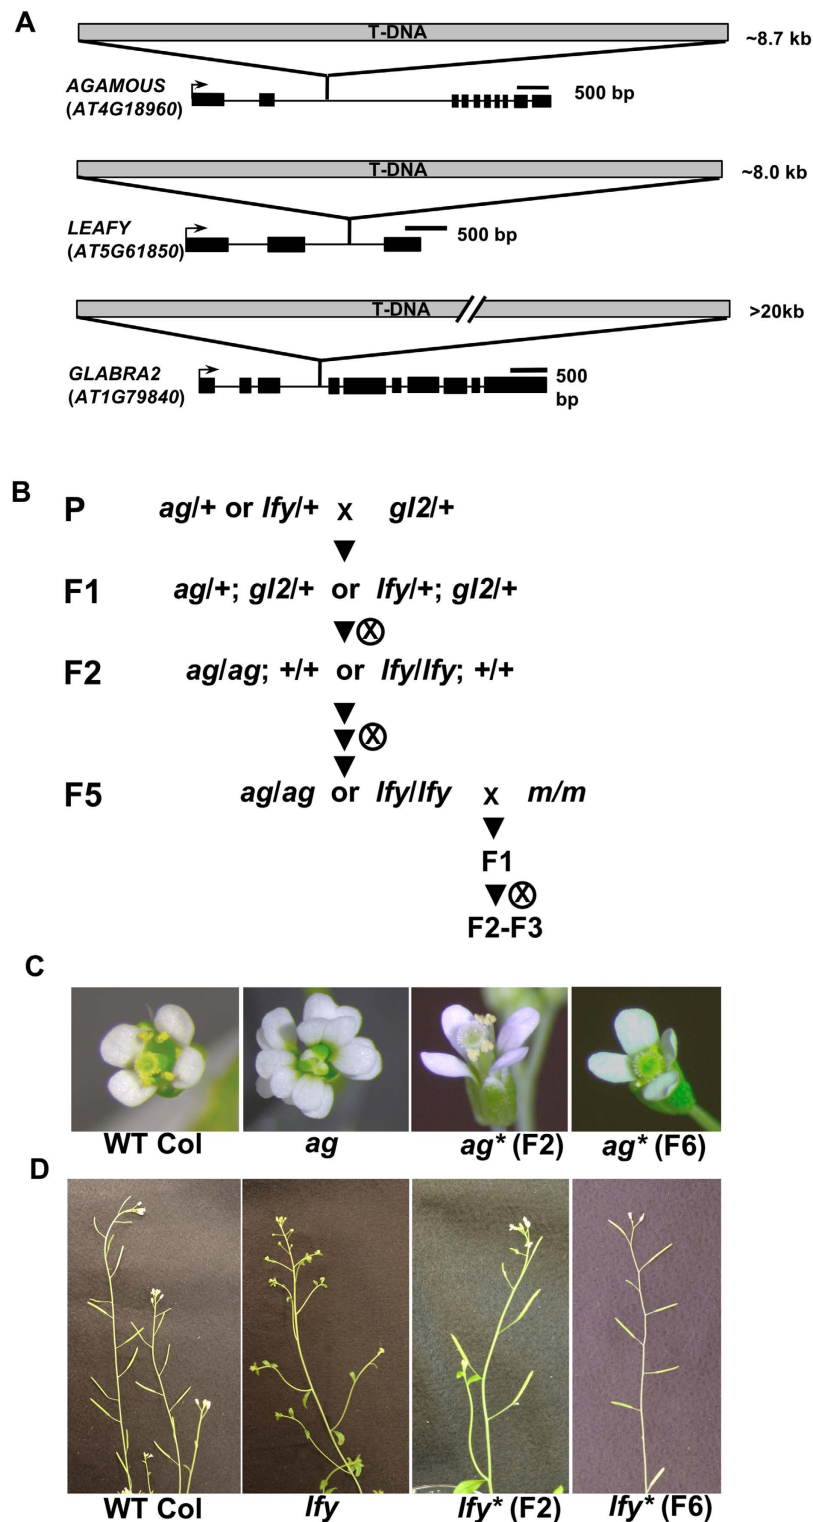 A
T-DNA
~8.7 kb
AGAMOUS
(AT4G18960)
500 bp
T-DNA
~8.0 kb
LEAFY
(AT5G61850)
500 bp
T-DNA
>20kb
GLABRA2
(AT1G79840)
500
bp
B
P ag/+ or lfy/+ x gl2/+
F1 ag/+; gl2/+ or lfy/+; gl2/+
X
F2 ag/ag; +/+ or lfy/lfy; +/+
X
F5 ag/ag or lfy/lfy x m/m
F1
X
F2-F3
C
WT Col ag ag* (F2) ag* (F6)
D
WT Col lfy lfy* (F2) lfy* (F6)